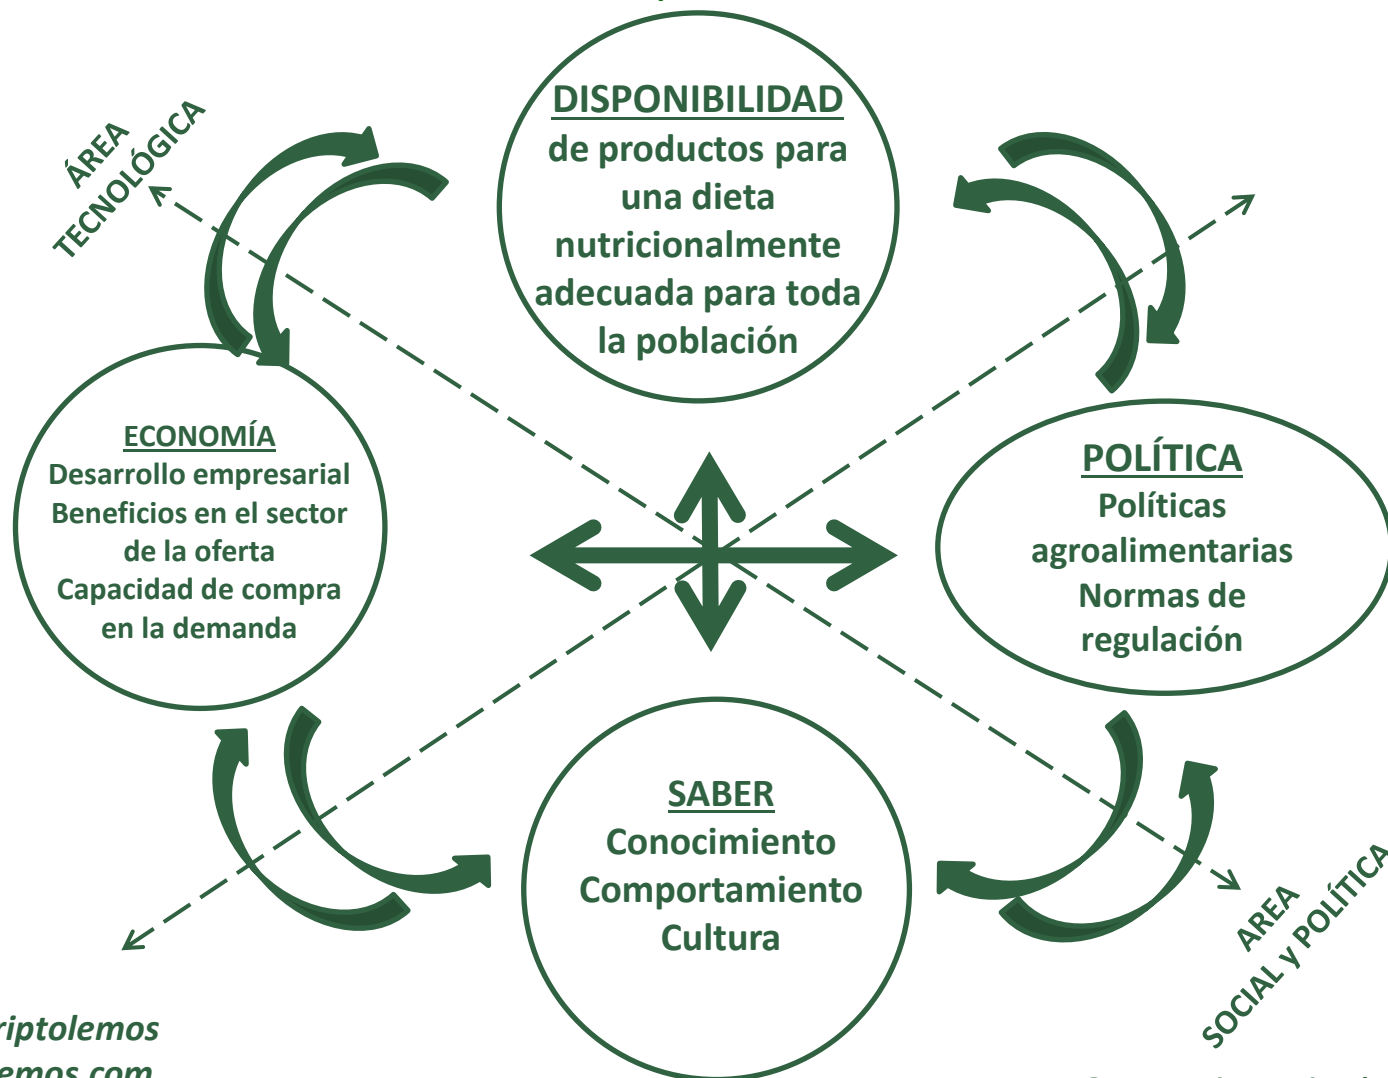 DISPONIBILIDAD
de productos para
una dieta
nutricionalmente
adecuada para toda
la población
ÁREA
TECNOLÓGICA
ECONOMÍA
Desarrollo empresarial
Beneficios en el sector
de la oferta
Capacidad de compra
en la demanda
POLÍTICA
Políticas
agroalimentarias
Normas de
regulación
SABER
Conocimiento
Comportamiento
Cultura
AREA
SOCIAL y POLÍTICA
riptolemos
emos.com